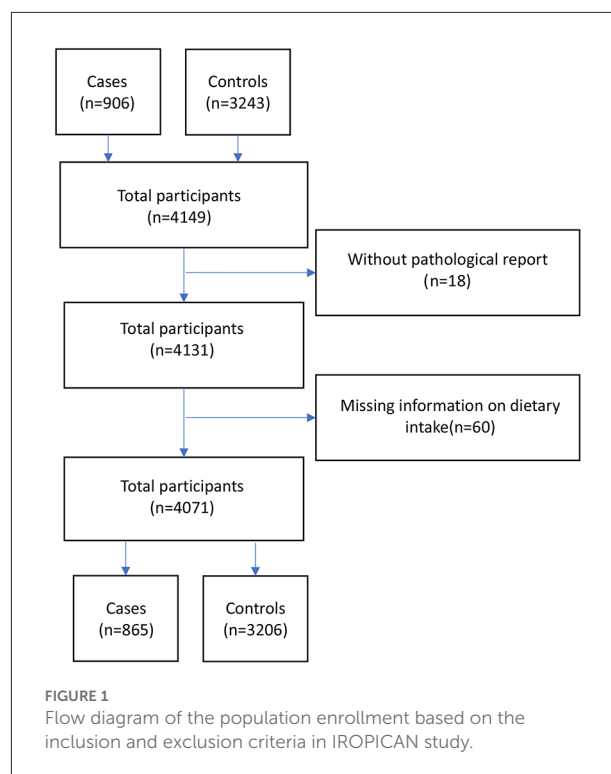 Cases
(n=906)
Controls
(n=3243)
Total participants
(n=4149)
Without pathological report
(n=18)
Total participants
(n=4131)
Missing information on dietary
intake(n=60)
Total participants
(n=4071)
Cases
(n=865)
Controls
(n=3206)
FIGURE 1
Flow diagram of the population enrollment based on the
inclusion and exclusion criteria in IROPICAN study.